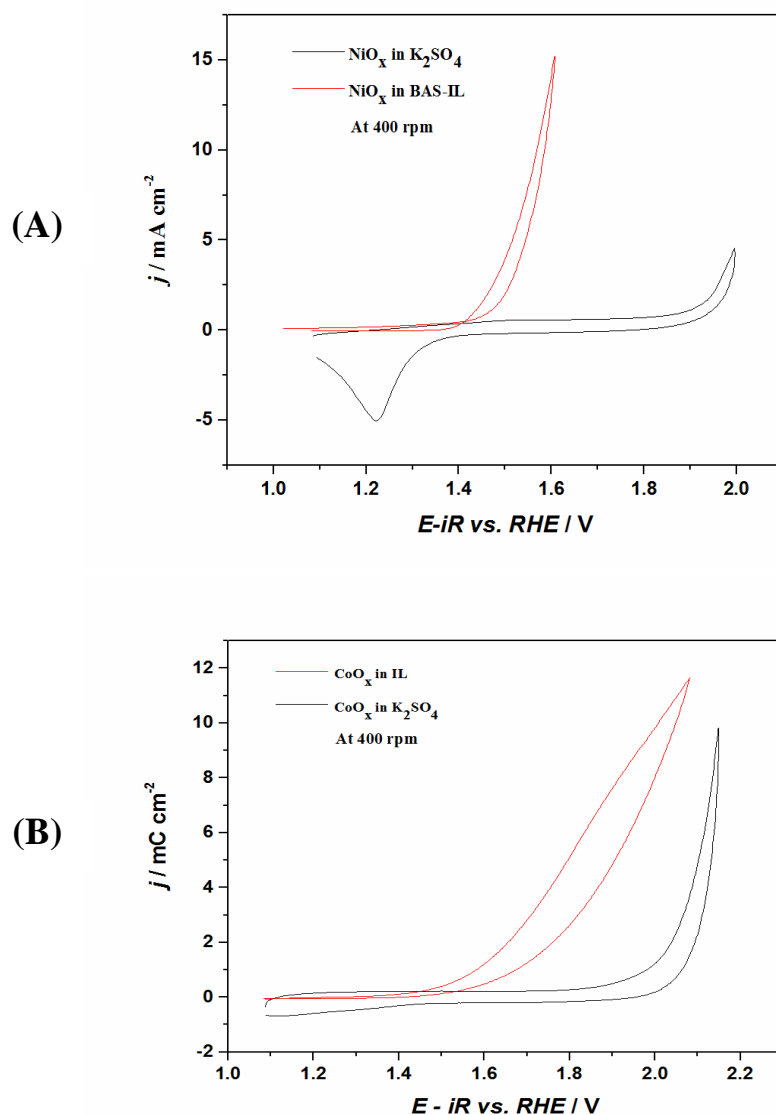 (A)
NiOₓ in K₂SO₄
NiOₓ in BAS-IL
At 400 rpm
j / mA cm⁻²
15
10
5
0
-5
1.0 1.2 1.4 1.6 1.8 2.0
E-iR vs. RHE / V
(B)
CoOₓ in IL
CoOₓ in K₂SO₄
At 400 rpm
j / mC cm⁻²
12
10
8
6
4
2
0
-2
1.0 1.2 1.4 1.6 1.8 2.0 2.2
E - iR vs. RHE / V